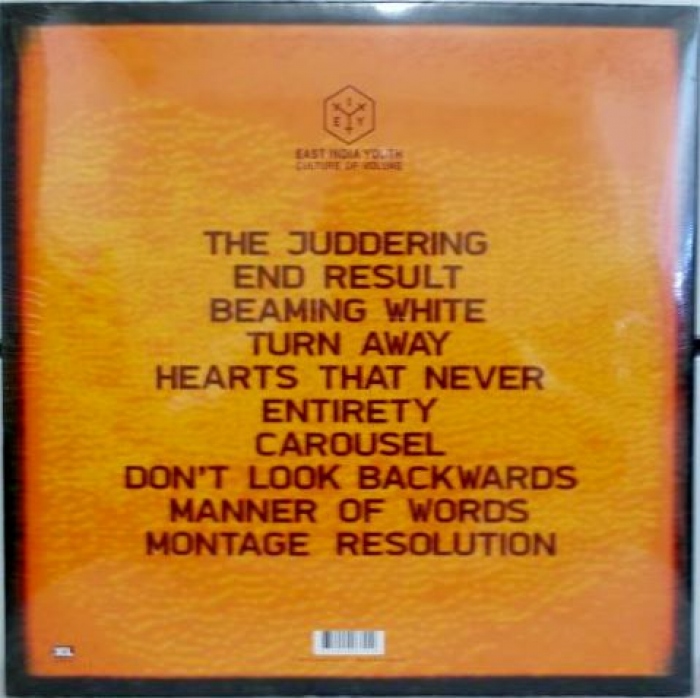 EAST INDIA YOUTH
CULTURE OF VOLUME
THE JUDDERING
END RESULT
BEAMING WHITE
TURN AWAY
HEARTS THAT NEVER
ENTIRETY
CAROUSEL
DON'T LOOK BACKWARDS
MANNER OF WORDS
MONTAGE RESOLUTION